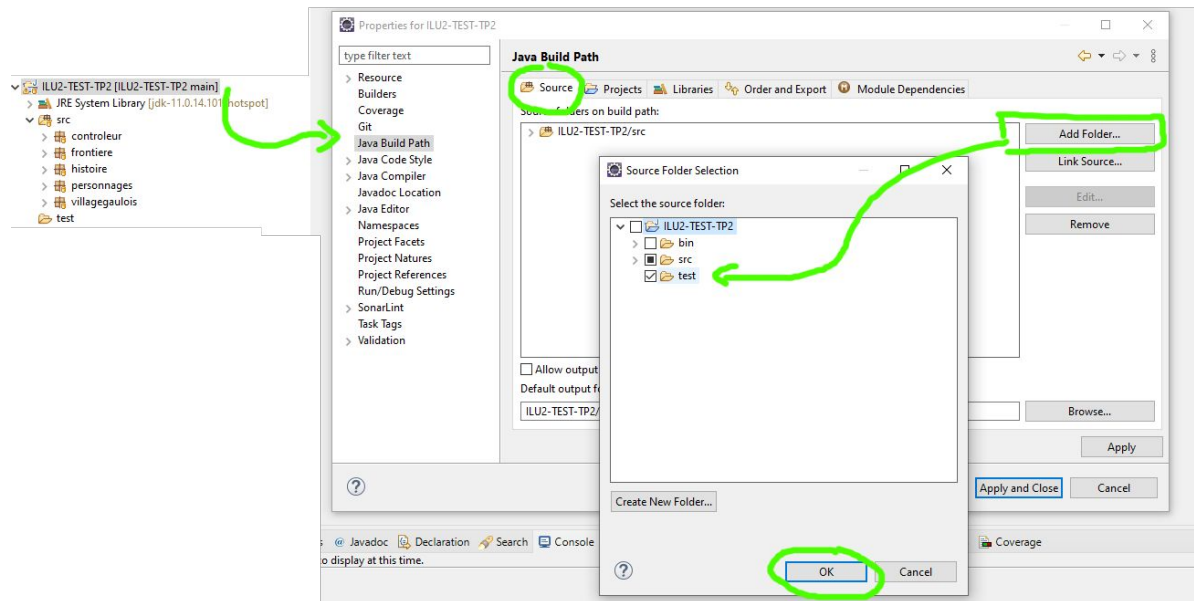 Properties for ILU2-TEST-TP2
type filter text
Java Build Path
ILU2-TEST-TP2 [ILU2-TEST-TP2 main]
JRE System Library [jdk-11.0.14.101-hotspot]
src
controleur
frontiere
histoire
personnages
villagegaulois
test
Resource
Builders
Coverage
Git
Java Build Path
Java Code Style
Java Compiler
Javadoc Location
Java Editor
Namespaces
Project Facets
Project Natures
Project References
Run/Debug Settings
SonarLint
Task Tags
Validation
Source
Projects
Libraries
Order and Export
Module Dependencies
Source folders on build path:
ILU2-TEST-TP2/src
Add Folder...
Link Source...
Edit...
Remove
Source Folder Selection
Select the source folder:
ILU2-TEST-TP2
bin
src
test
Create New Folder...
OK
Cancel
Allow output
Default output fo
ILU2-TEST-TP2/
Browse...
Apply
Apply and Close
Cancel
@ Javadoc
Declaration
Search
Console
Coverage
o display at this time.